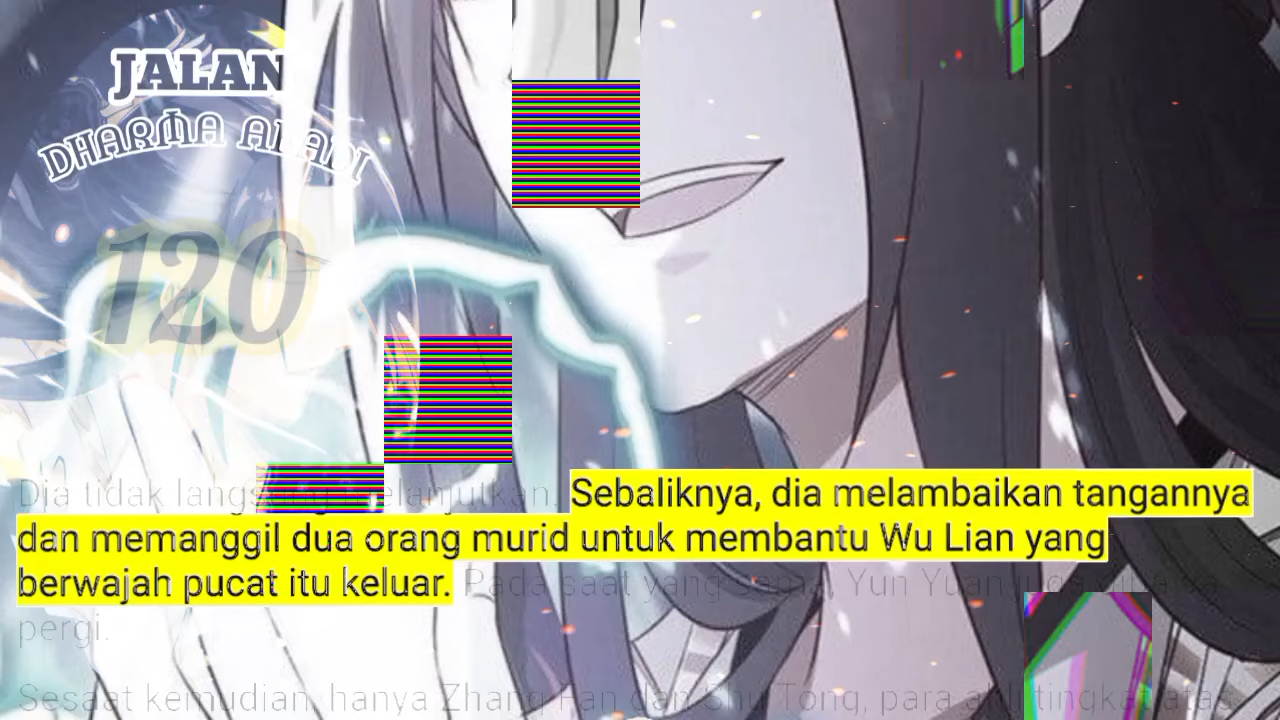 JALAN
DHARMA ABADI
120
Dia tidak langsung melanjutkan. Sebaliknya, dia melambaikan tangannya
dan memanggil dua orang murid untuk membantu Wu Lian yang
berwajah pucat itu keluar. Pada saat yang sama, Yun Yuan juga
pergi.
Sesaat kemudian, hanya Zhang Fan dan Shu Tong, para ahli tingkat atas